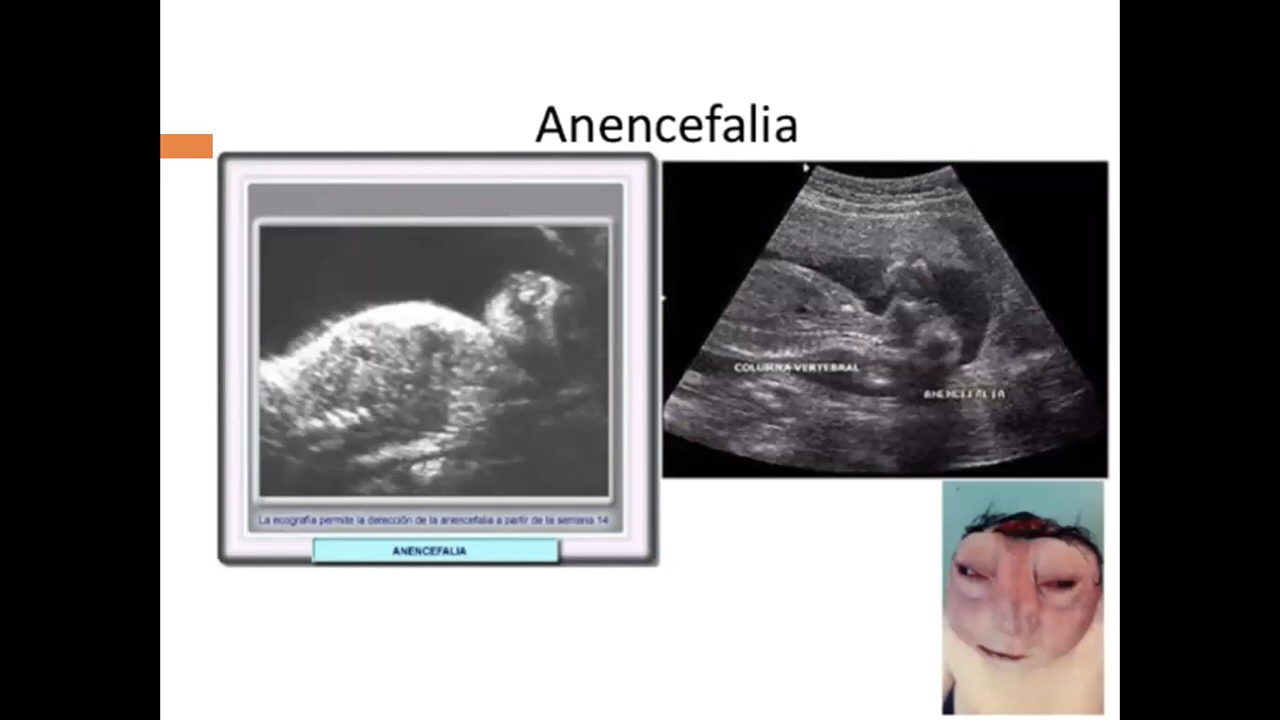 Anencefalia
COLUMNA VERTEBRAL
ANENCEFALIA
La ecografía permite la detección de la anencefalia a partir de la semana 14
ANENCEFALIA